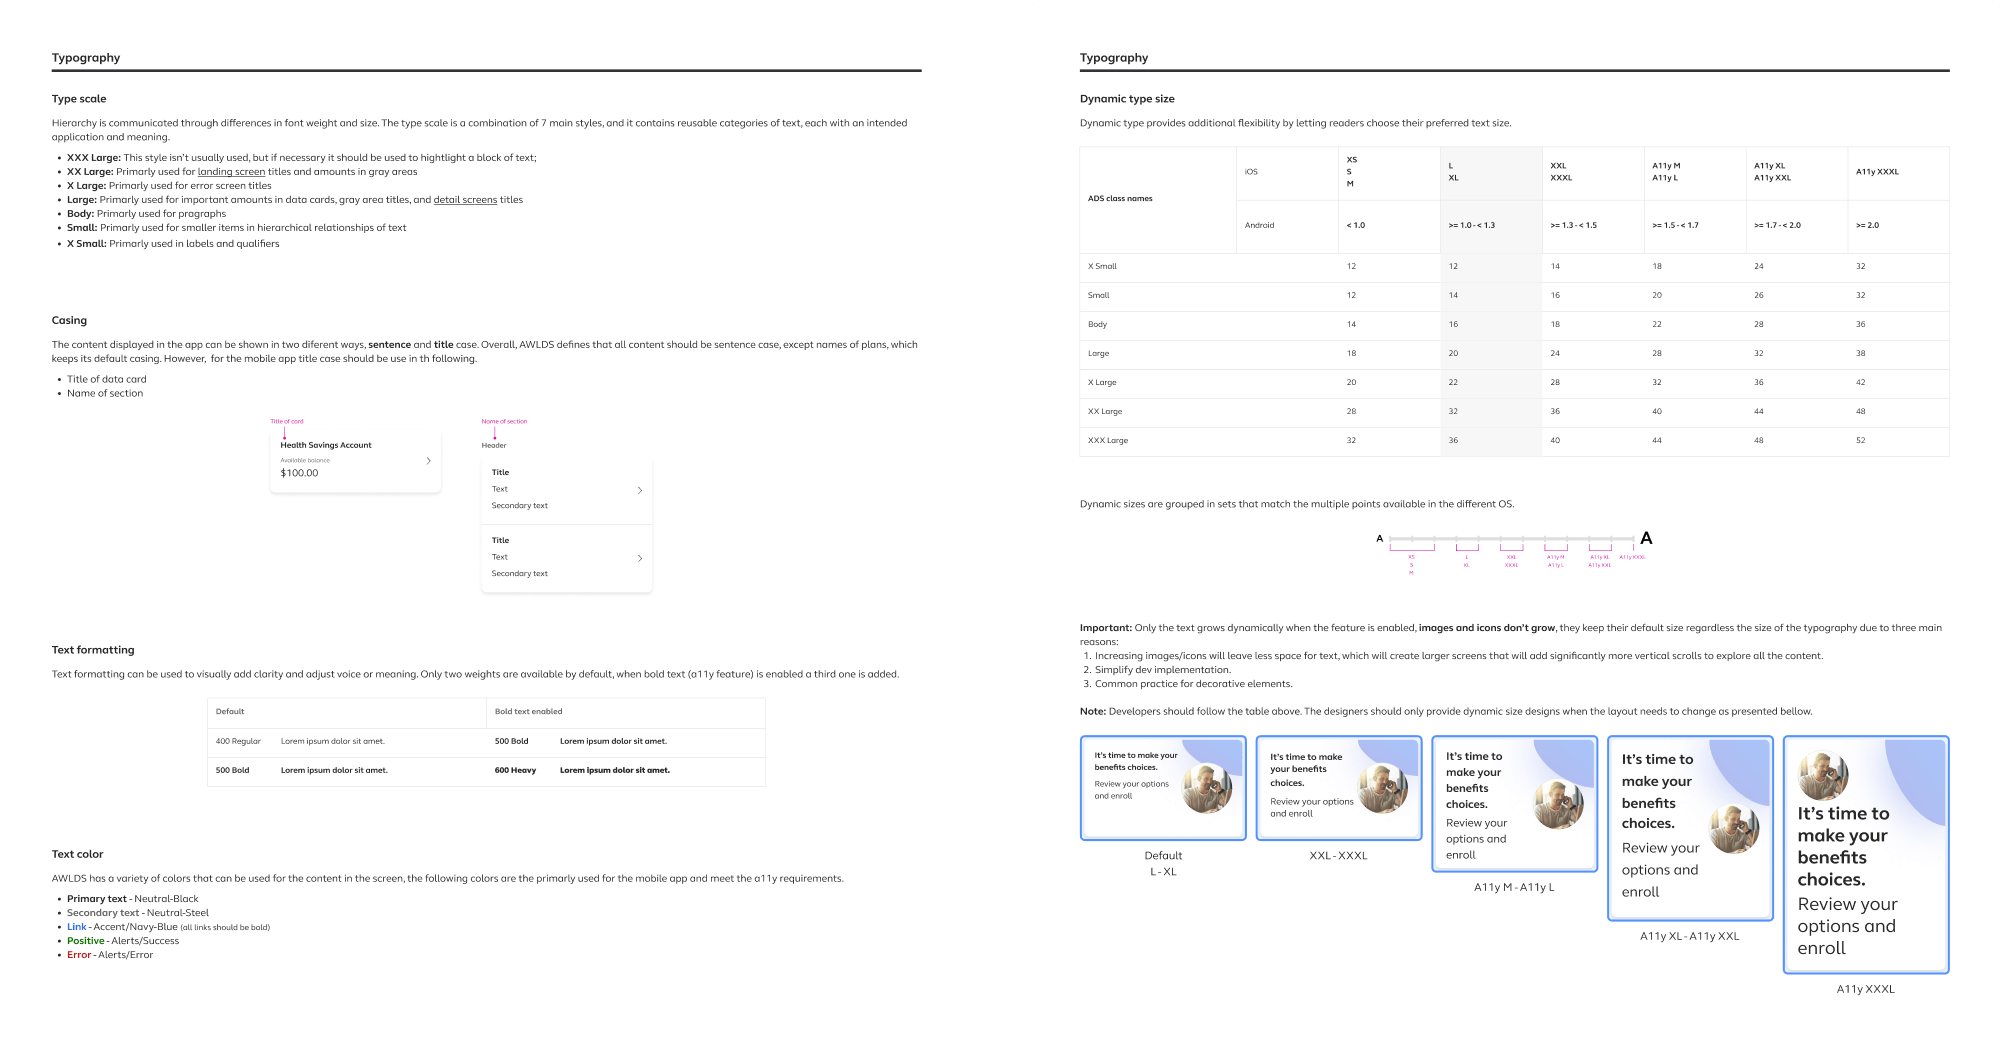 Typography
Type scale
Hierarchy is communicated through differences in font weight and size. The type scale is a combination of 7 main styles, and it contains reusable categories of text, each with an intended
application and meaning.
• XXX Large: This style isn't usually used, but if necessary it should be used to hightlight a block of text;
• XX Large: Primarly used for landing screen titles and amounts in gray areas
• X Large: Primarly used for error screen titles
• Large: Primarly used for important amounts in data cards, gray area titles, and detail screens titles
• Body: Primarly used for pragraphs
• Small: Primarly used for smaller items in hierarchical relationships of text
• X Small: Primarly used in labels and qualifiers
Casing
The content displayed in the app can be shown in two diferent ways, sentence and title case. Overall, AWLDS defines that all content should be sentence case, except names of plans, which
keeps its default casing. However, for the mobile app title case should be use in th following.
• Title of data card
• Name of section
Title of card
Health Savings Account
Available balance
$100.00
Name of section
Header
Title
Text
Secondary text
Title
Text
Secondary text
Text formatting
Text formatting can be used to visually add clarity and adjust voice or meaning. Only two weights are available by default, when bold text (a11y feature) is enabled a third one is added.
Default Bold text enabled
400 Regular Lorem ipsum dolor sit amet. 500 Bold Lorem ipsum dolor sit amet.
500 Bold Lorem ipsum dolor sit amet. 600 Heavy Lorem ipsum dolor sit amet.
Text color
AWLDS has a variety of colors that can be used for the content in the screen, the following colors are the primarly used for the mobile app and meet the a11y requirements.
• Primary text - Neutral-Black
• Secondary text - Neutral-Steel
• Link - Accent/Navy-Blue (all links should be bold)
• Positive - Alerts/Success
• Error - Alerts/Error
Typography
Dynamic type size
Dynamic type provides additional flexibility by letting readers choose their preferred text size.
ADS class names
iOS
XS
S
M
L
XL
XXL
XXXL
A11y M
A11y L
A11y XL
A11y XXL
A11y XXXL
Android < 1.0 >= 1.0 - < 1.3 >= 1.3 - < 1.5 >= 1.5 - < 1.7 >= 1.7 - < 2.0 >= 2.0
X Small 12 12 14 18 24 32
Small 12 14 16 20 26 32
Body 14 16 18 22 28 36
Large 18 20 24 28 32 38
X Large 20 22 28 32 36 42
XX Large 28 32 36 40 44 48
XXX Large 32 36 40 44 48 52
Dynamic sizes are grouped in sets that match the multiple points available in the different OS.
A A
XS L XXL A11y M A11y XL A11y XXXL
S XL XXXL A11y L A11y XXL
M
Important: Only the text grows dynamically when the feature is enabled, images and icons don't grow, they keep their default size regardless the size of the typography due to three main
reasons:
1. Increasing images/icons will leave less space for text, which will create larger screens that will add significantly more vertical scrolls to explore all the content.
2. Simplify dev implementation.
3. Common practice for decorative elements.
Note: Developers should follow the table above. The designers should only provide dynamic size designs when the layout needs to change as presented bellow.
It's time to make your
benefits choices.
Review your options
and enroll
Default
L - XL
It's time to make
your benefits
choices.
Review your options
and enroll
XXL - XXXL
It's time to
make your
benefits
choices.
Review your
options and
enroll
A11y M - A11y L
It's time to
make your
benefits
choices.
Review your
options and
enroll
A11y XL - A11y XXL
It's time to
make your
benefits
choices.
Review your
options and
enroll
A11y XXXL